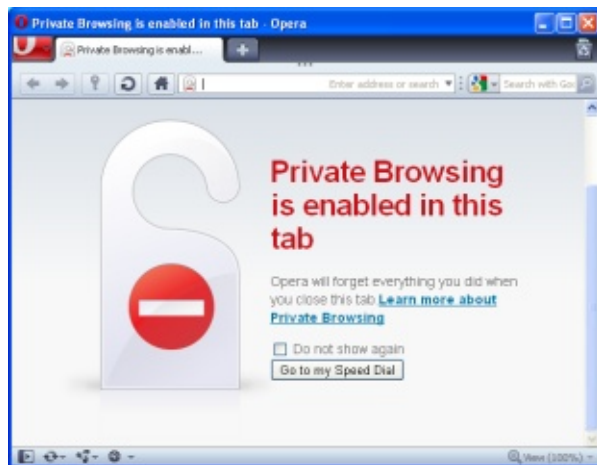 Private Browsing is enabled in this tab - Opera
Private Browsing is enabl...
Enter address or search
Search with Goo
Private Browsing
is enabled in this
tab
Opera will forget everything you did when
you close this tab Learn more about
Private Browsing
Do not show again
Go to my Speed Dial
View (100%)